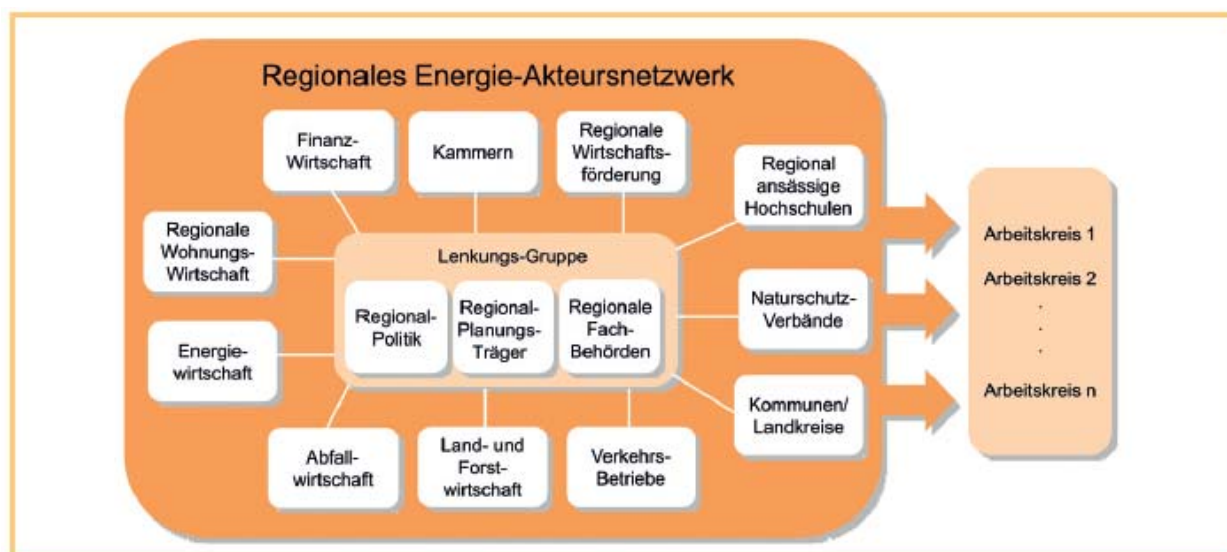 Regionales Energie-Akteursnetzwerk
Finanz-
Wirtschaft
Kammern
Regionale
Wirtschafts-
förderung
Regional
ansässige
Hochschulen
Regionale
Wohnungs-
Wirtschaft
Lenkungs-Gruppe
Regional-
Politik
Regional-
Planungs-
Träger
Regionale
Fach-
Behörden
Naturschutz-
Verbände
Energie-
wirtschaft
Kommunen/
Landkreise
Abfall-
wirtschaft
Land- und
Forst-
wirtschaft
Verkehrs-
Betriebe
Arbeitskreis 1
Arbeitskreis 2
.
.
.
Arbeitskreis n